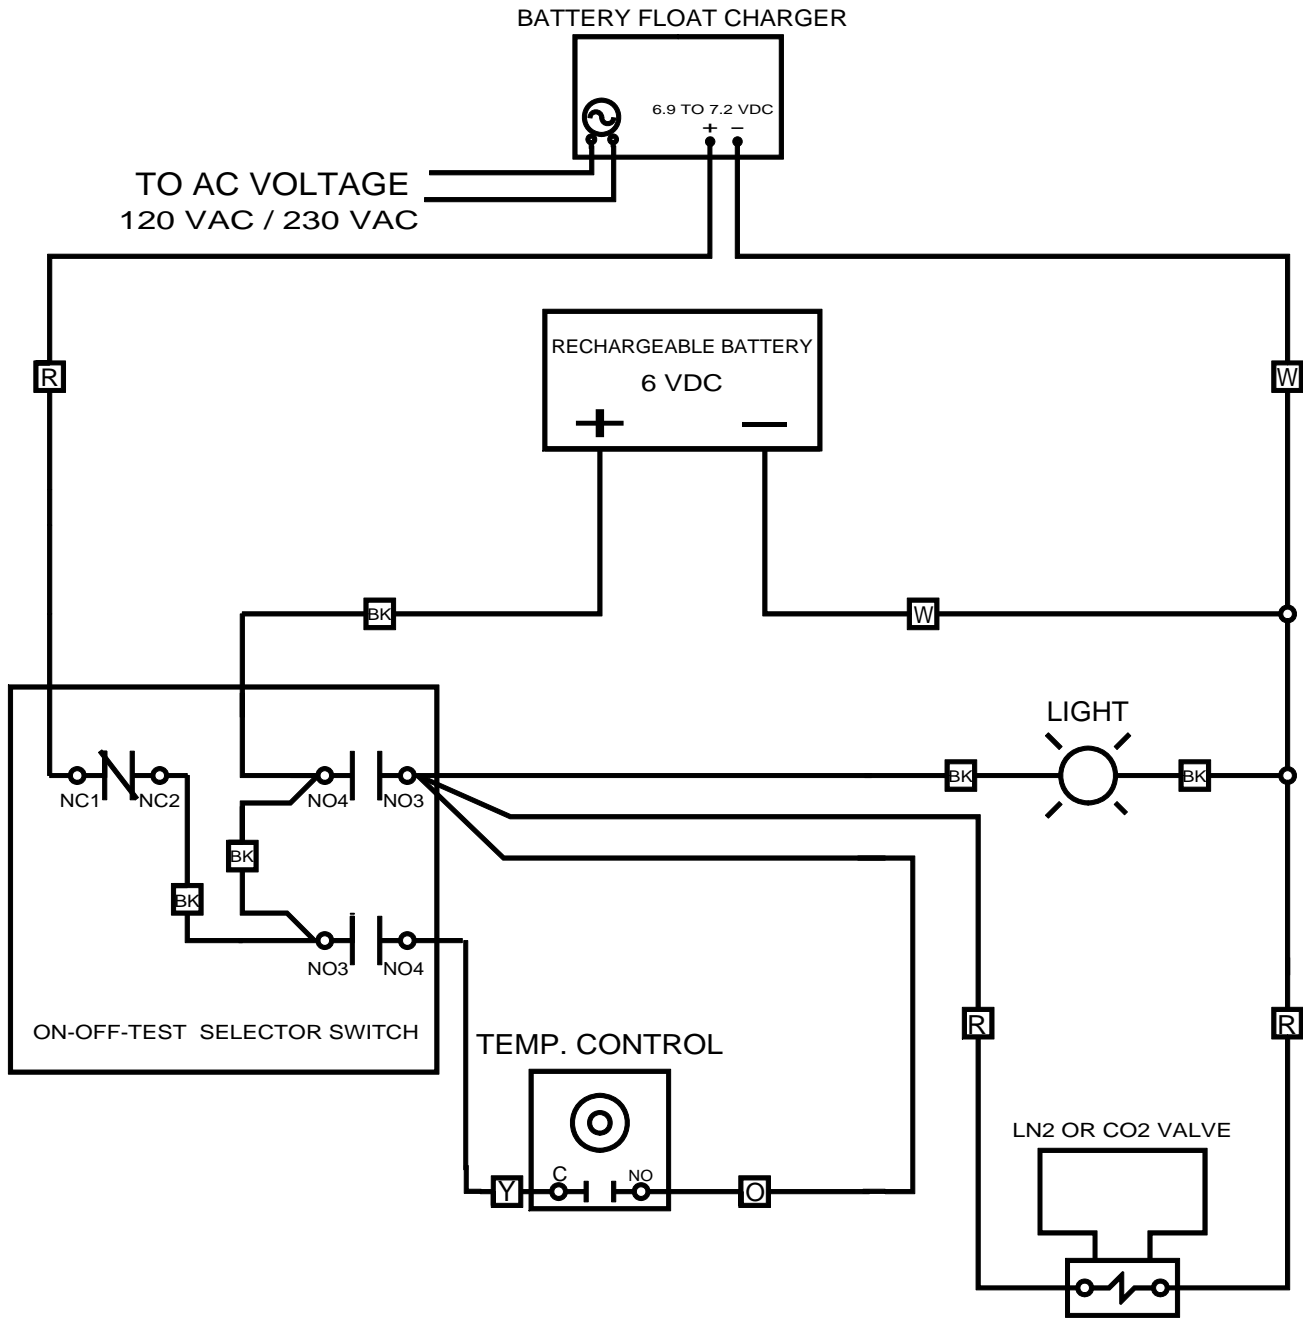 BATTERY FLOAT CHARGER
6.9 TO 7.2 VDC
+ −
TO AC VOLTAGE
120 VAC / 230 VAC
RECHARGEABLE BATTERY
6 VDC
+ −
R
W
BK
W
LIGHT
NC1
NC2
NO4
NO3
BK
BK
BK
BK
NO3
NO4
ON-OFF-TEST SELECTOR SWITCH
TEMP. CONTROL
R
R
LN2 OR CO2 VALVE
Y
C
NO
O